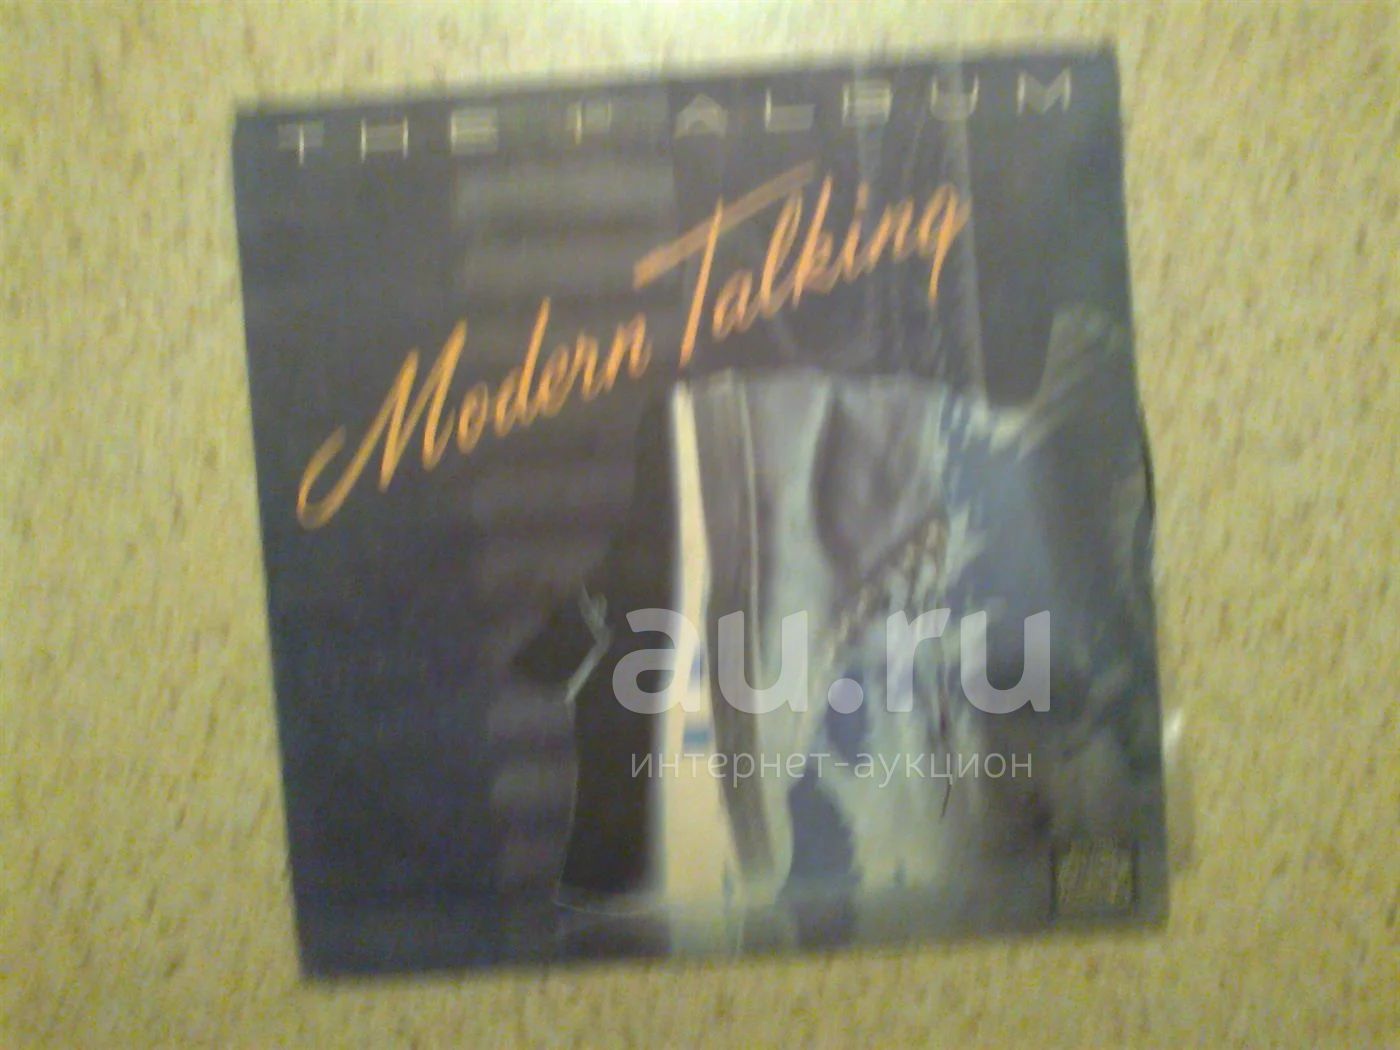 THE 1st ALBUM
Modern Talking
au.ru
интернет-аукцион